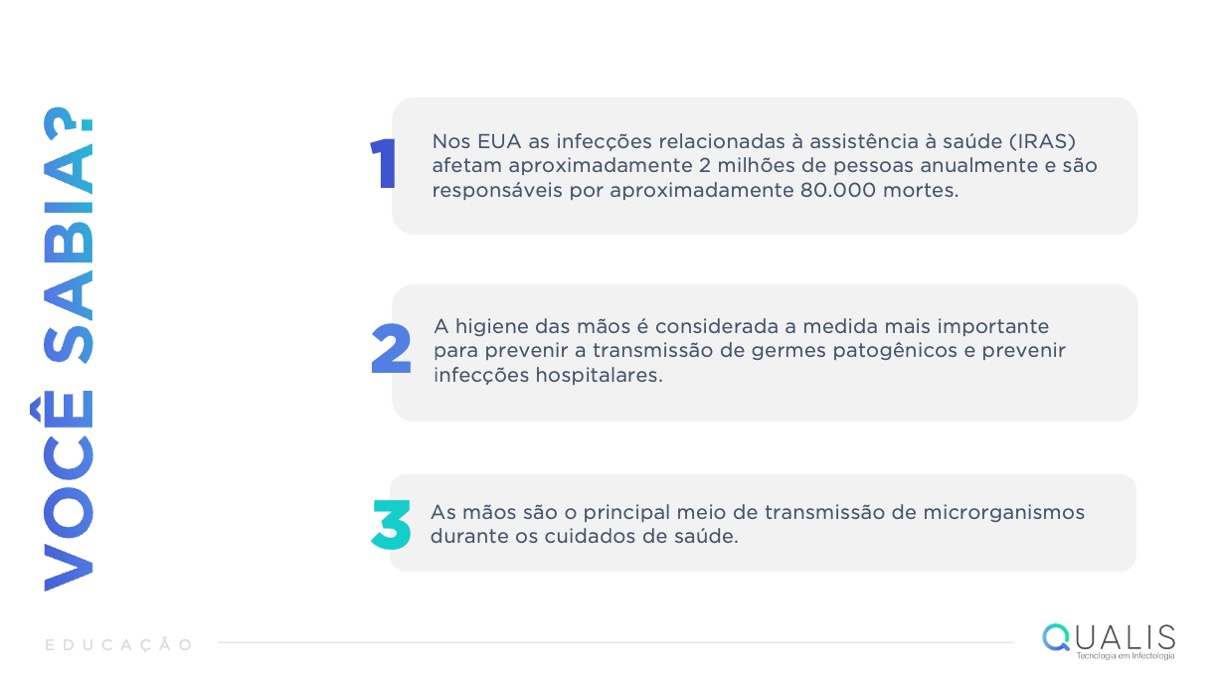 VOCÊ SABIA?
1
Nos EUA as infecções relacionadas à assistência à saúde (IRAS)
afetam aproximadamente 2 milhões de pessoas anualmente e são
responsáveis por aproximadamente 80.000 mortes.
2
A higiene das mãos é considerada a medida mais importante
para prevenir a transmissão de germes patogênicos e prevenir
infecções hospitalares.
3
As mãos são o principal meio de transmissão de microrganismos
durante os cuidados de saúde.
EDUCAÇÃO
QUALIS
Tecnologia em Infectologia